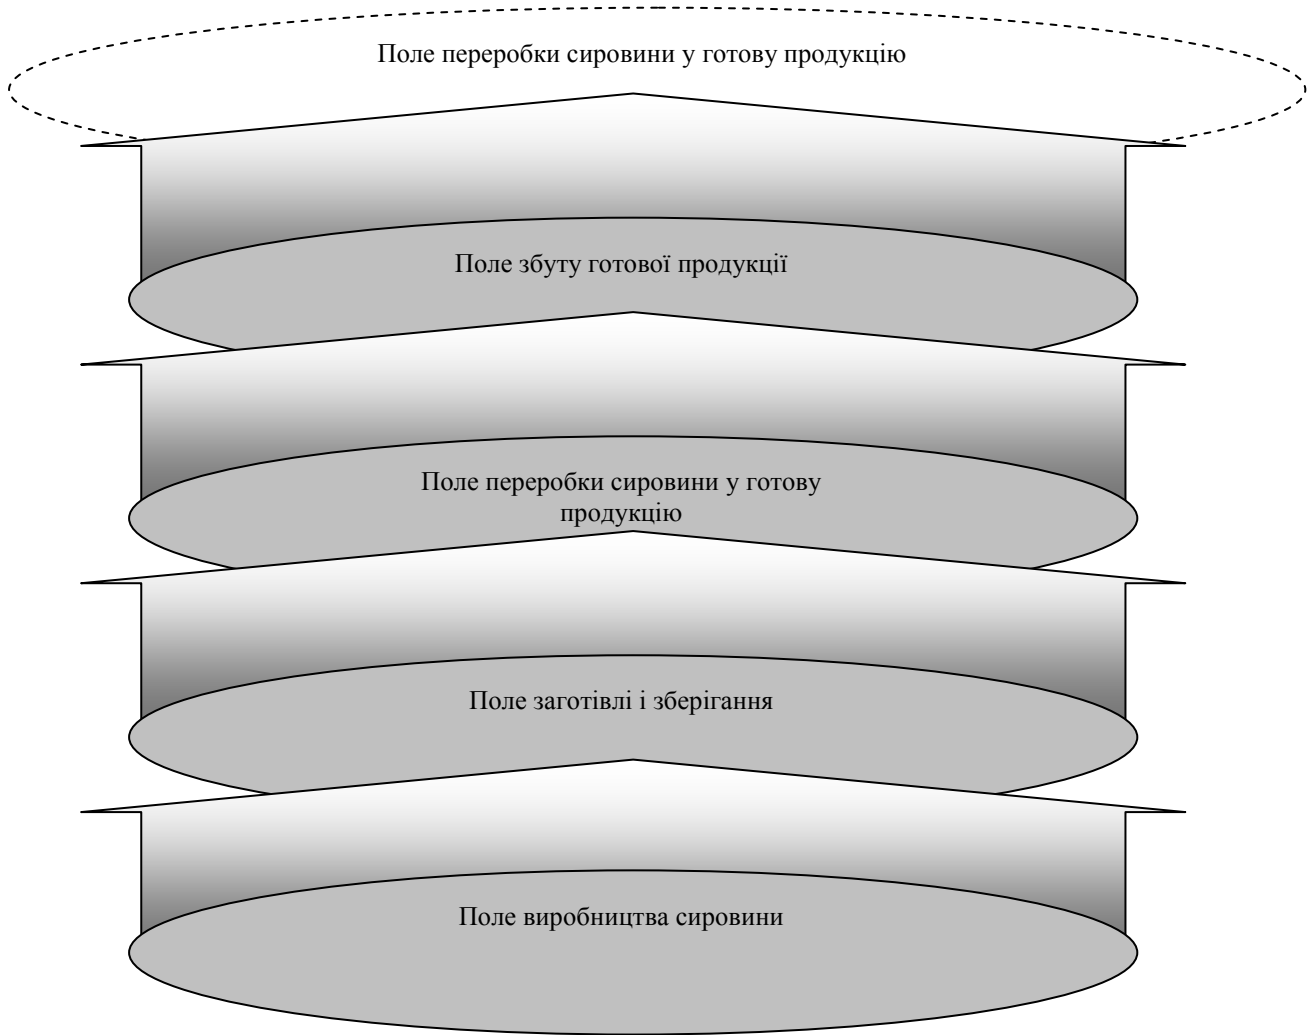 Поле переробки сировини у готову продукцію
Поле збуту готової продукції
Поле переробки сировини у готову
продукцію
Поле заготівлі і зберігання
Поле виробництва сировини